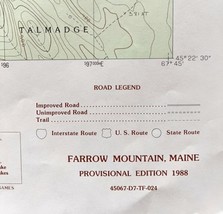 TALMADGE
45° 22' 30"
67° 45'
ROAD LEGEND
Improved Road
Unimproved Road
Trail
Interstate Route U. S. Route State Route
FARROW MOUNTAIN, MAINE
PROVISIONAL EDITION 1988
45067-D7-TF-024